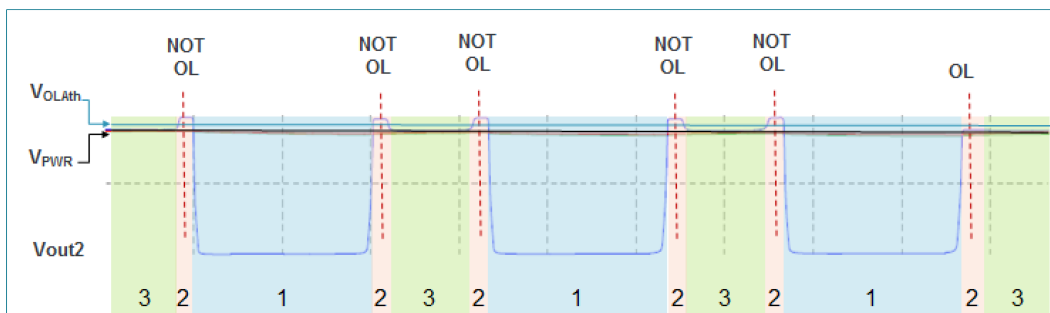 NOT
OL
NOT
OL
NOT
OL
NOT
OL
NOT
OL
OL
VOLAth
VPWR
Vout2
3 2 1 2 3 2 1 2 3 2 1 2 3